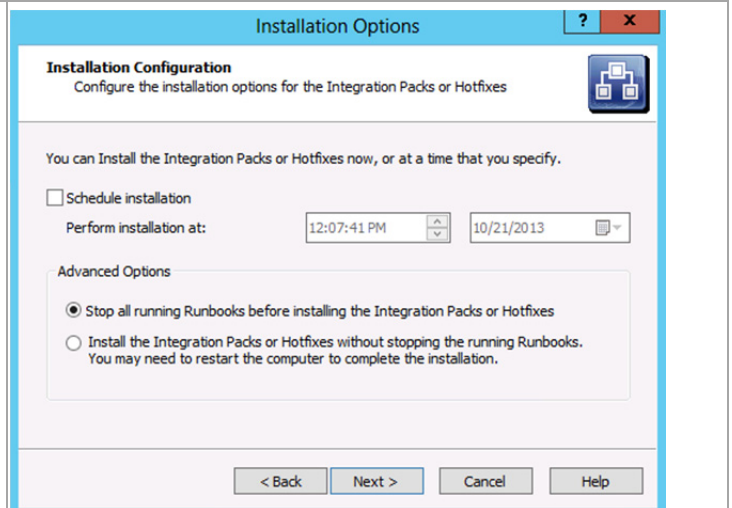 Installation Options
? x
Installation Configuration
Configure the installation options for the Integration Packs or Hotfixes
You can Install the Integration Packs or Hotfixes now, or at a time that you specify.
Schedule installation
Perform installation at: 12:07:41 PM 10/21/2013
Advanced Options
Stop all running Runbooks before installing the Integration Packs or Hotfixes
Install the Integration Packs or Hotfixes without stopping the running Runbooks.
You may need to restart the computer to complete the installation.
< Back Next > Cancel Help